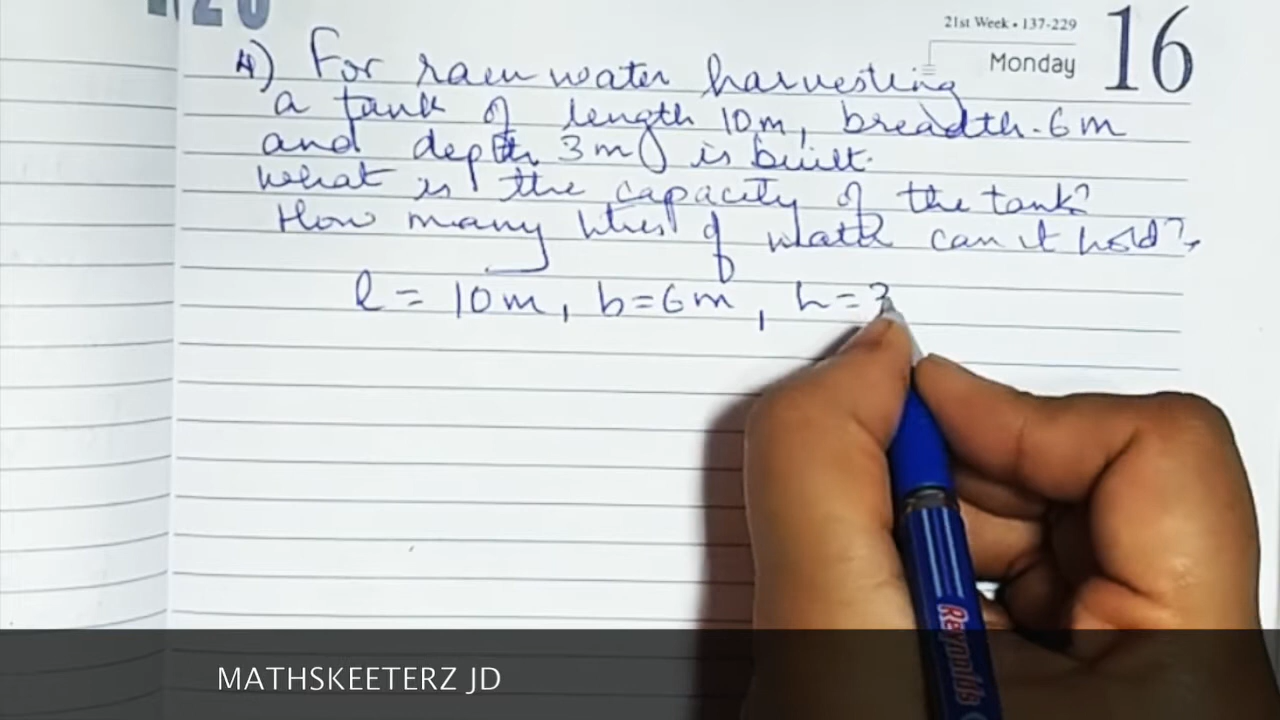 21st Week • 137-229
Monday
16
4) For rain water harvesting
a tank of length 10m, breadth 6m
and depth 3m is built.
What is the capacity of the tank?
How many litres of water can it hold?
l = 10m, b=6m, h=3
Reynolds
MATHSKEETERZ JD